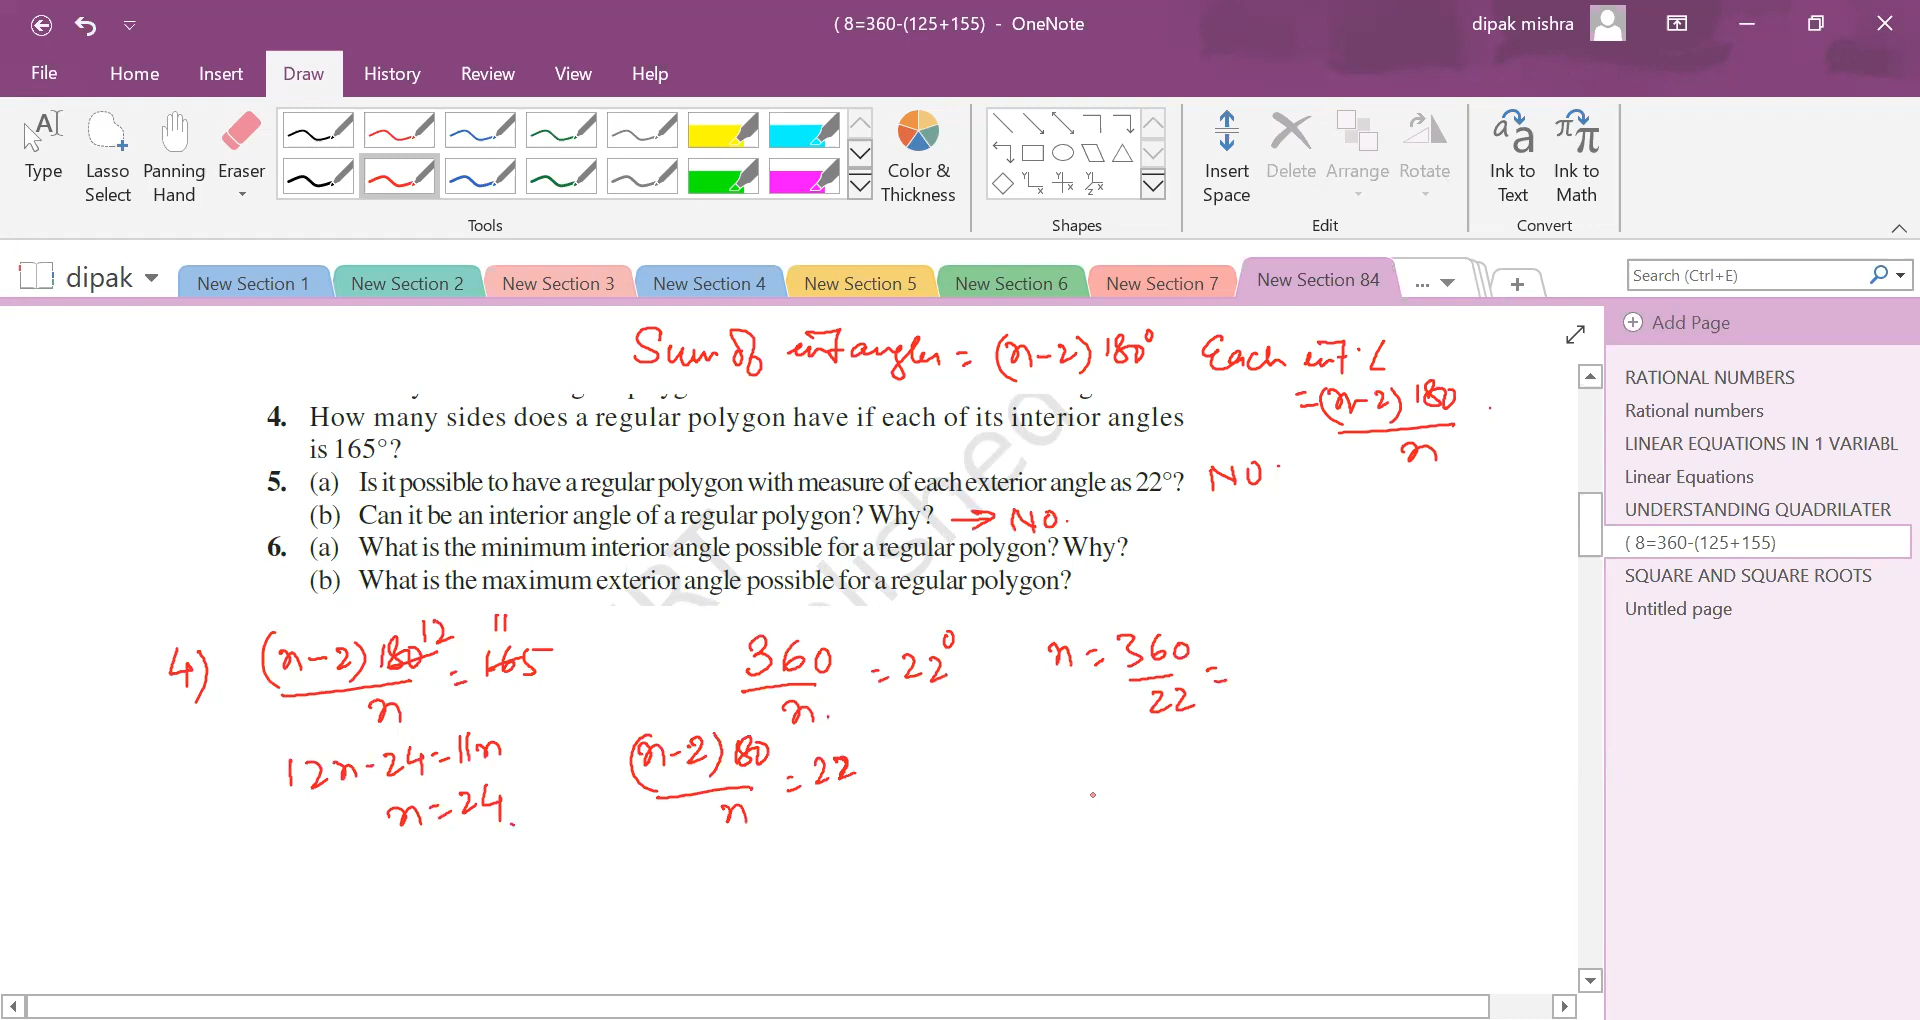 ( 8=360-(125+155) - OneNote
dipak mishra
File Home Insert Draw History Review View Help
Type
Lasso Select
Panning Hand
Eraser
Color & Thickness
Insert Space
Delete
Arrange
Rotate
Ink to Text
Ink to Math
Tools
Shapes
Edit
Convert
dipak
New Section 1 New Section 2 New Section 3 New Section 4 New Section 5 New Section 6 New Section 7 New Section 84 ...
Search (Ctrl+E)
Add Page
RATIONAL NUMBERS
Rational numbers
LINEAR EQUATIONS IN 1 VARIABL
Linear Equations
UNDERSTANDING QUADRILATER
( 8=360-(125+155)
SQUARE AND SQUARE ROOTS
Untitled page
Sum of int angles = (n-2) 180° Each int. ∠
= (n-2) 180
n
4. How many sides does a regular polygon have if each of its interior angles
is 165°?
5. (a) Is it possible to have a regular polygon with measure of each exterior angle as 22°? NO.
(b) Can it be an interior angle of a regular polygon? Why? → NO.
6. (a) What is the minimum interior angle possible for a regular polygon? Why?
(b) What is the maximum exterior angle possible for a regular polygon?
12 11
4) (n-2) 180 = 165
n
12n-24=11n
n=24.
360 = 22°
n.
(n-2) 180 = 22
n
n = 360 =
22